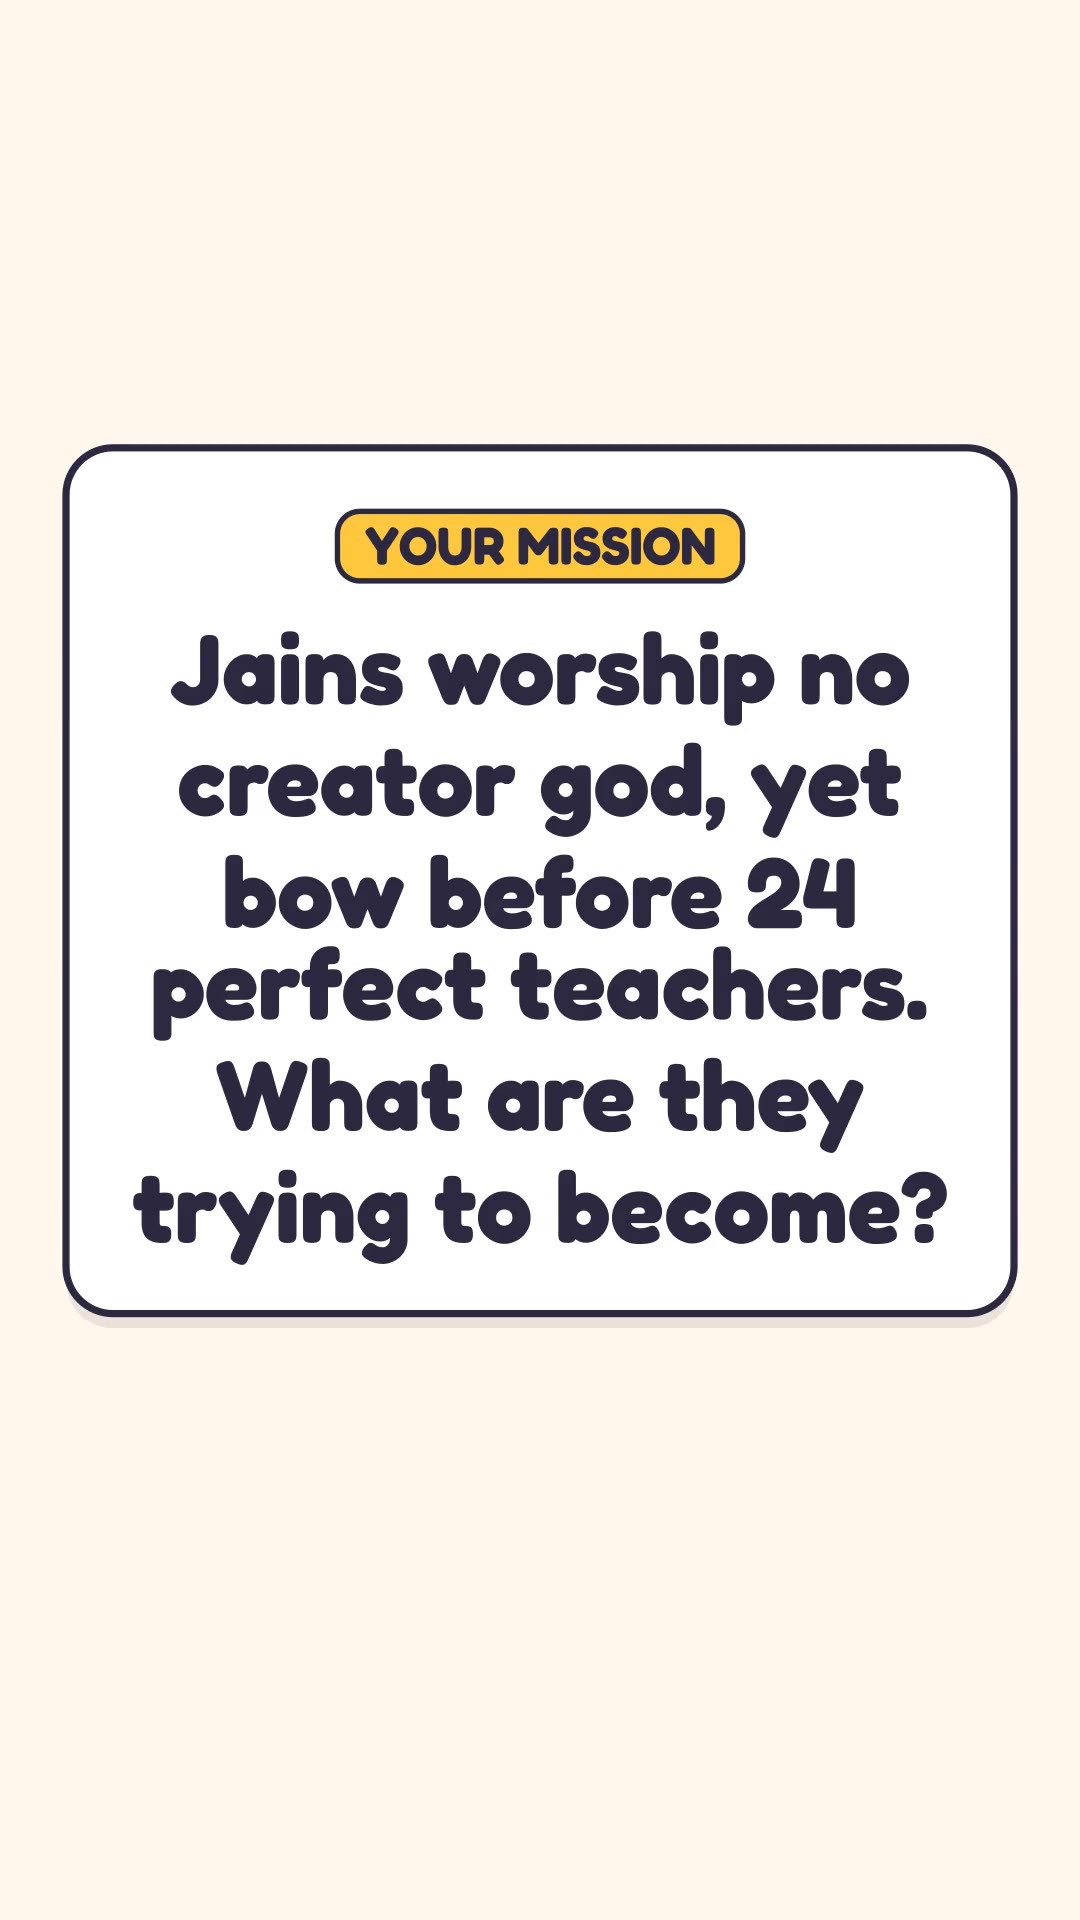 YOUR MISSION
Jains worship no
creator god, yet
bow before 24
perfect teachers.
What are they
trying to become?